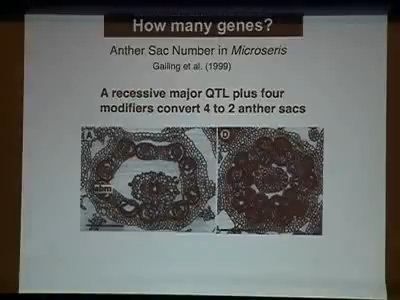 How many genes?
Anther Sac Number in Microseris
Gailing et al. (1999)
A recessive major QTL plus four
modifiers convert 4 to 2 anther sacs
A
abm